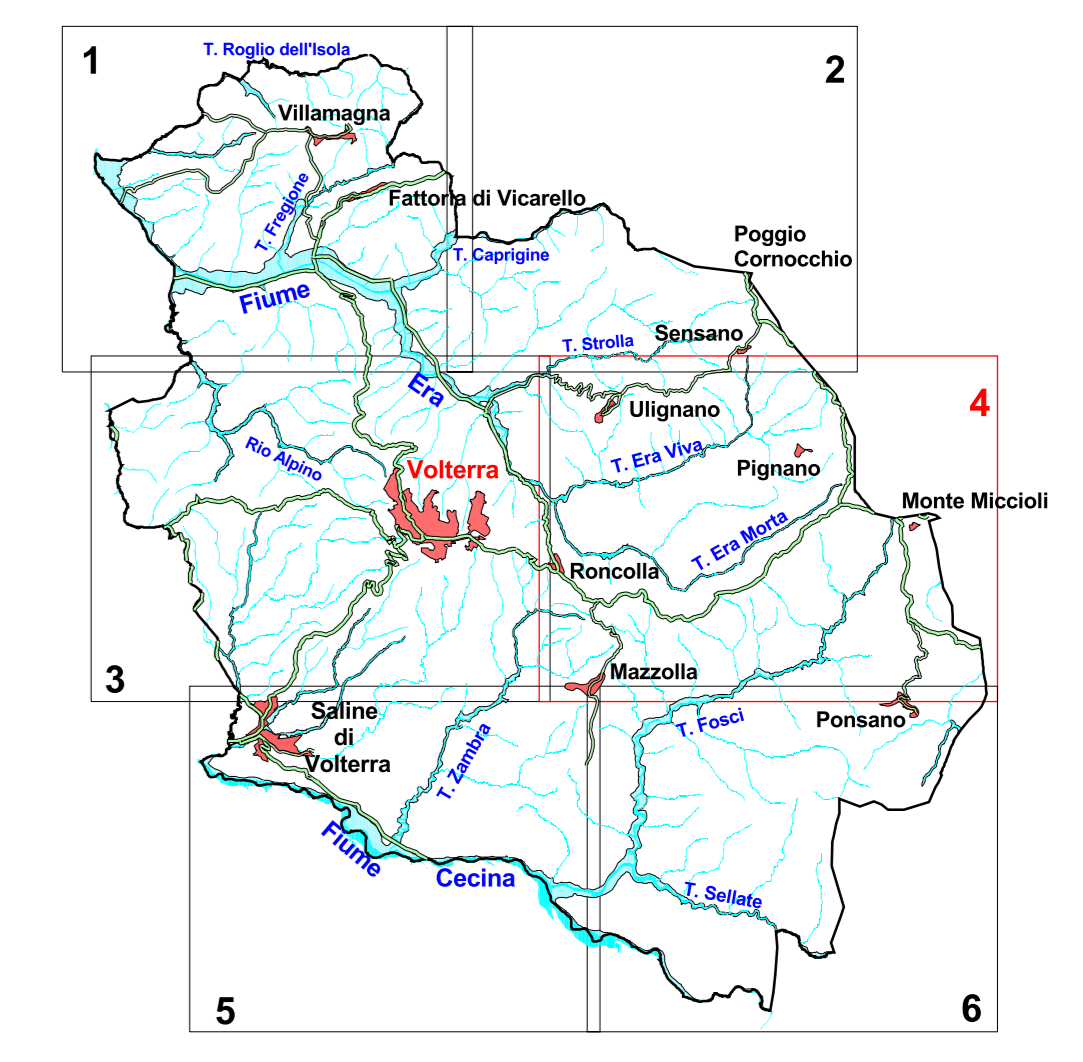 1
T. Roglio dell'Isola
2
Villamagna
T. Fregione
Fattoria di Vicarello
Poggio
Cornocchio
T. Caprigine
Fiume
Sensano
T. Strolla
Era
4
Ulignano
Rio Alpino
Volterra
T. Era Viva
Pignano
Monte Miccioli
T. Era Morta
Roncolla
3
Mazzolla
Saline
di
Volterra
T. Zambra
T. Fosci
Ponsano
Fiume
Cecina
T. Sellate
5
6